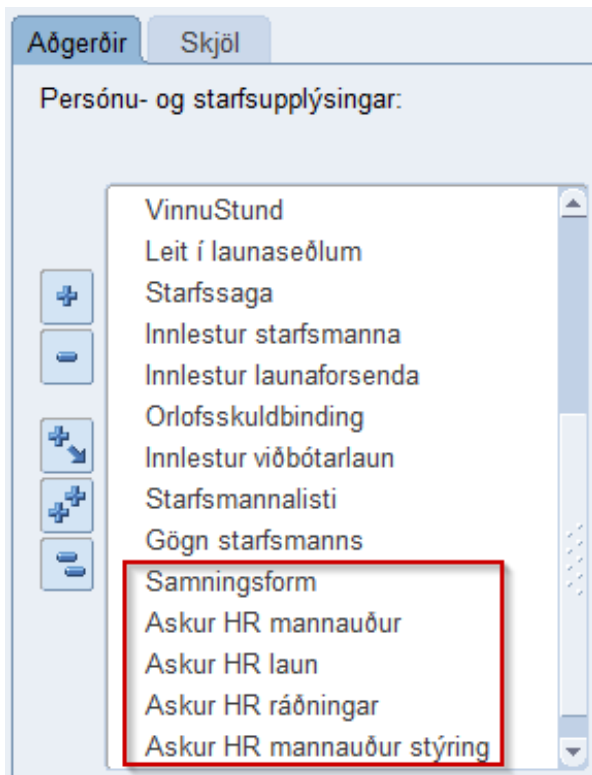 Aðgerðir Skjöl
Persónu- og starfsupplýsingar:
VinnuStund
Leit í launaseðlum
Starfssaga
Innlestur starfsmanna
Innlestur launaforsenda
Orlofsskuldbinding
Innlestur viðbótarlaun
Starfsmannalisti
Gögn starfsmanns
Samningsform
Askur HR mannauður
Askur HR laun
Askur HR ráðningar
Askur HR mannauður stýring